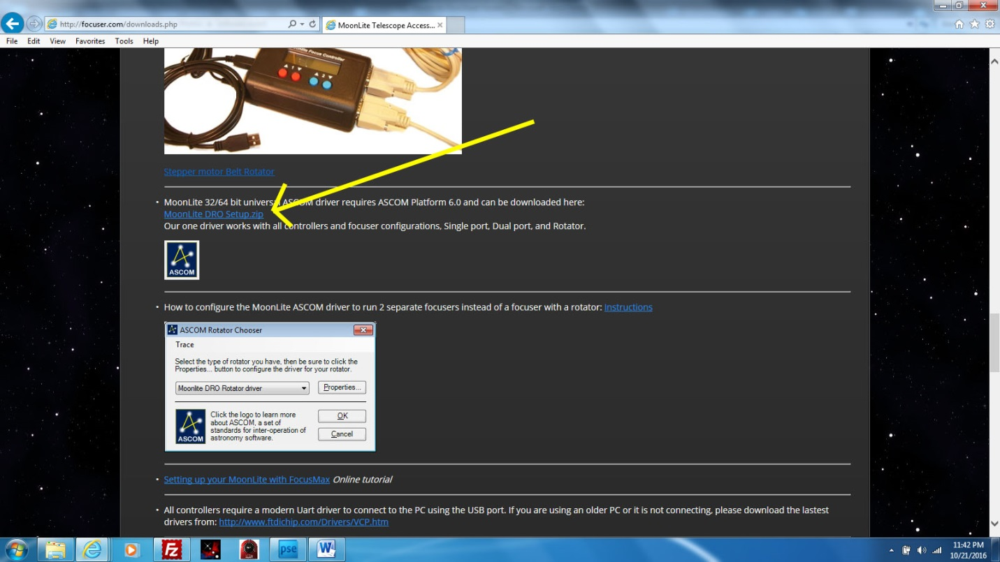 http://focuser.com/downloads.php
MoonLite Telescope Access...
File Edit View Favorites Tools Help
MoonLite Focus Controller
1 2
Stepper motor Belt Rotator
• MoonLite 32/64 bit universal ASCOM driver requires ASCOM Platform 6.0 and can be downloaded here:
MoonLite DRO Setup.zip
Our one driver works with all controllers and focuser configurations, Single port, Dual port, and Rotator.
ASCOM
• How to configure the MoonLite ASCOM driver to run 2 separate focusers instead of a focuser with a rotator: Instructions
ASCOM Rotator Chooser
Trace
Select the type of rotator you have, then be sure to click the
Properties... button to configure the driver for your rotator.
Moonlite DRO Rotator driver Properties...
Click the logo to learn more
about ASCOM, a set of
standards for inter-operation of
astronomy software.
ASCOM
OK
Cancel
• Setting up your MoonLite with FocusMax Online tutorial
• All controllers require a modern Uart driver to connect to the PC using the USB port. If you are using an older PC or it is not connecting, please download the lastest
drivers from: http://www.ftdichip.com/Drivers/VCP.htm
Fz
pse
W
11:42 PM
10/21/2016